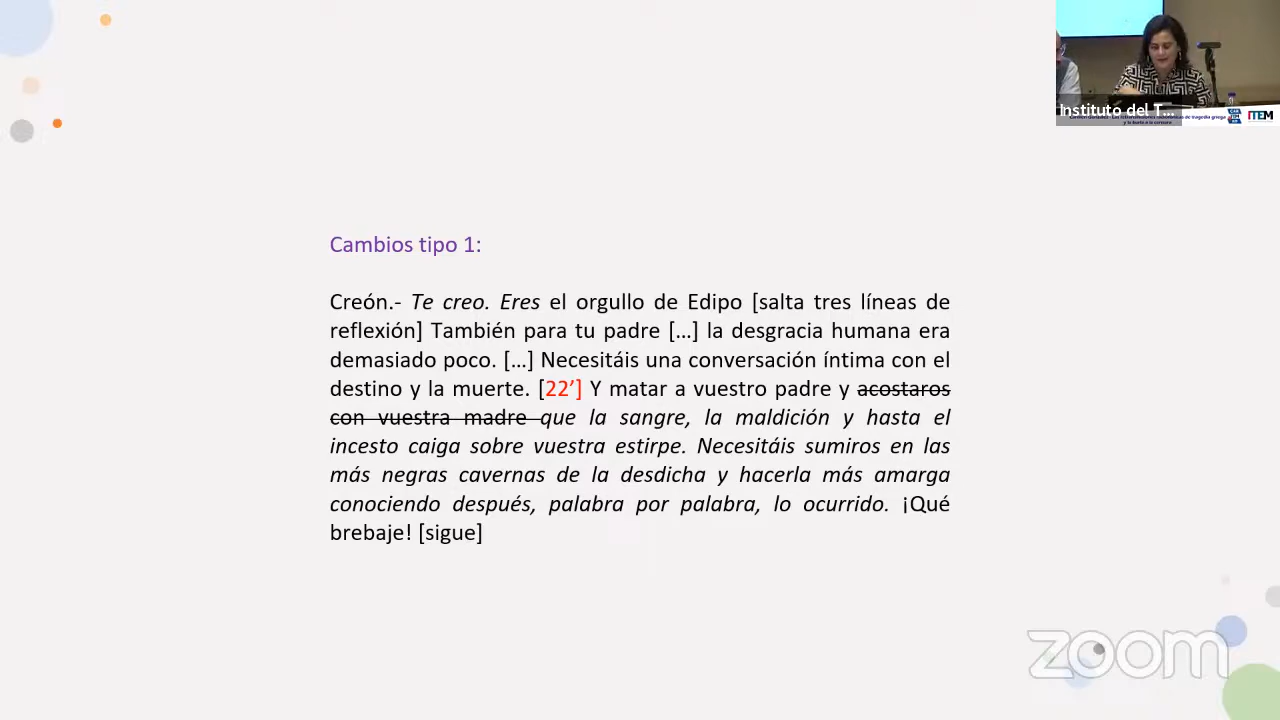 Instituto del T...
y la burla a la censura
ITEM
Cambios tipo 1:
Creón.- Te creo. Eres el orgullo de Edipo [salta tres líneas de
reflexión] También para tu padre […] la desgracia humana era
demasiado poco. […] Necesitáis una conversación íntima con el
destino y la muerte. [22’] Y matar a vuestro padre y acostaros
con vuestra madre que la sangre, la maldición y hasta el
incesto caiga sobre vuestra estirpe. Necesitáis sumiros en las
más negras cavernas de la desdicha y hacerla más amarga
conociendo después, palabra por palabra, lo ocurrido. ¡Qué
brebaje! [sigue]
zoom